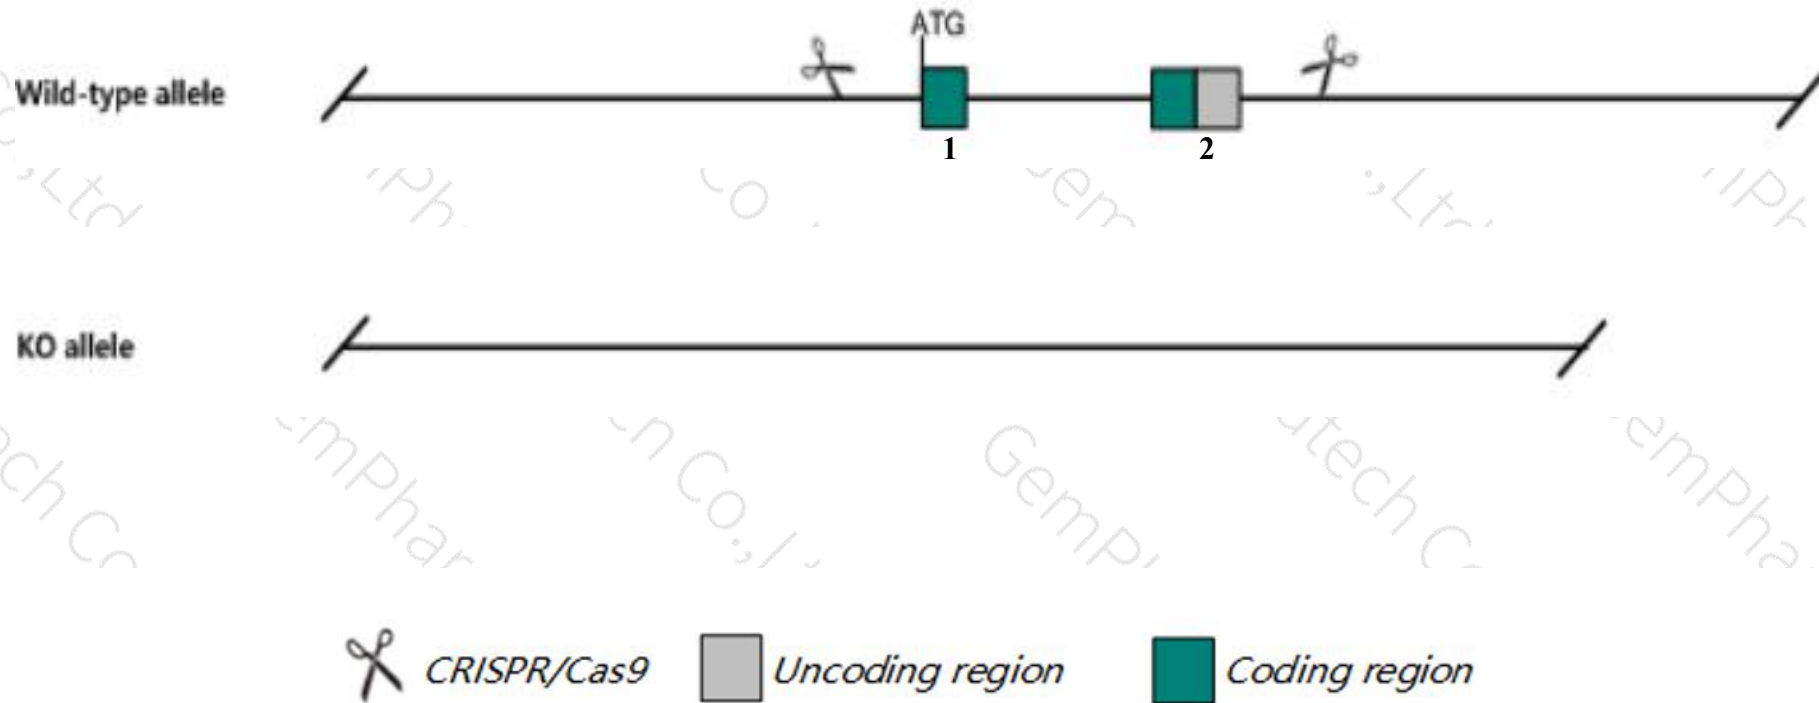 ATG
Wild-type allele
1
2
KO allele
CRISPR/Cas9
Uncoding region
Coding region